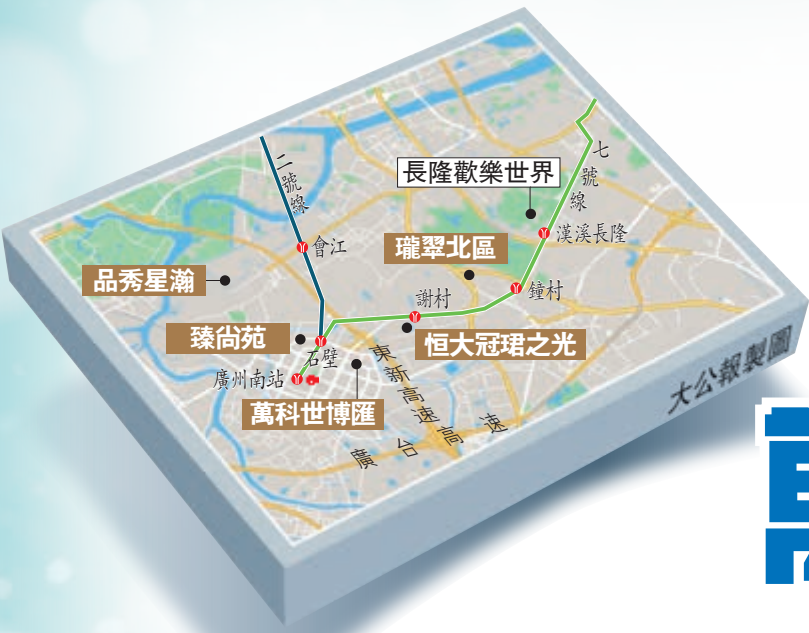 二號線
七號線
長隆歡樂世界
會江
漢溪長隆
瓏翠北區
品秀星瀚
鐘村
謝村
臻尚苑
石壁
恒大冠珺之光
廣州南站
萬科世博匯
東新高速
廣台高速
大公報製圖